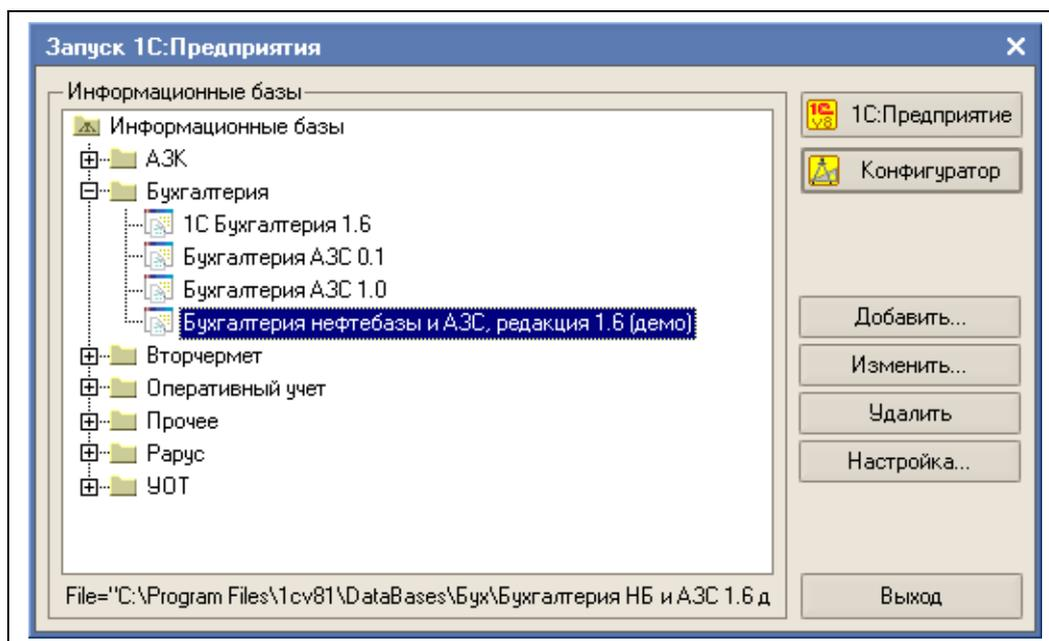 Запуск 1С:Предприятия
Информационные базы
Информационные базы
АЗК
Бухгалтерия
1С Бухгалтерия 1.6
Бухгалтерия АЗС 0.1
Бухгалтерия АЗС 1.0
Бухгалтерия нефтебазы и АЗС, редакция 1.6 (демо)
Вторчермет
Оперативный учет
Прочее
Рарус
УОТ
File="C:\Program Files\1cv81\DataBases\Бух\Бухгалтерия НБ и АЗС 1.6 д
1С:Предприятие
Конфигуратор
Добавить...
Изменить...
Удалить
Настройка...
Выход